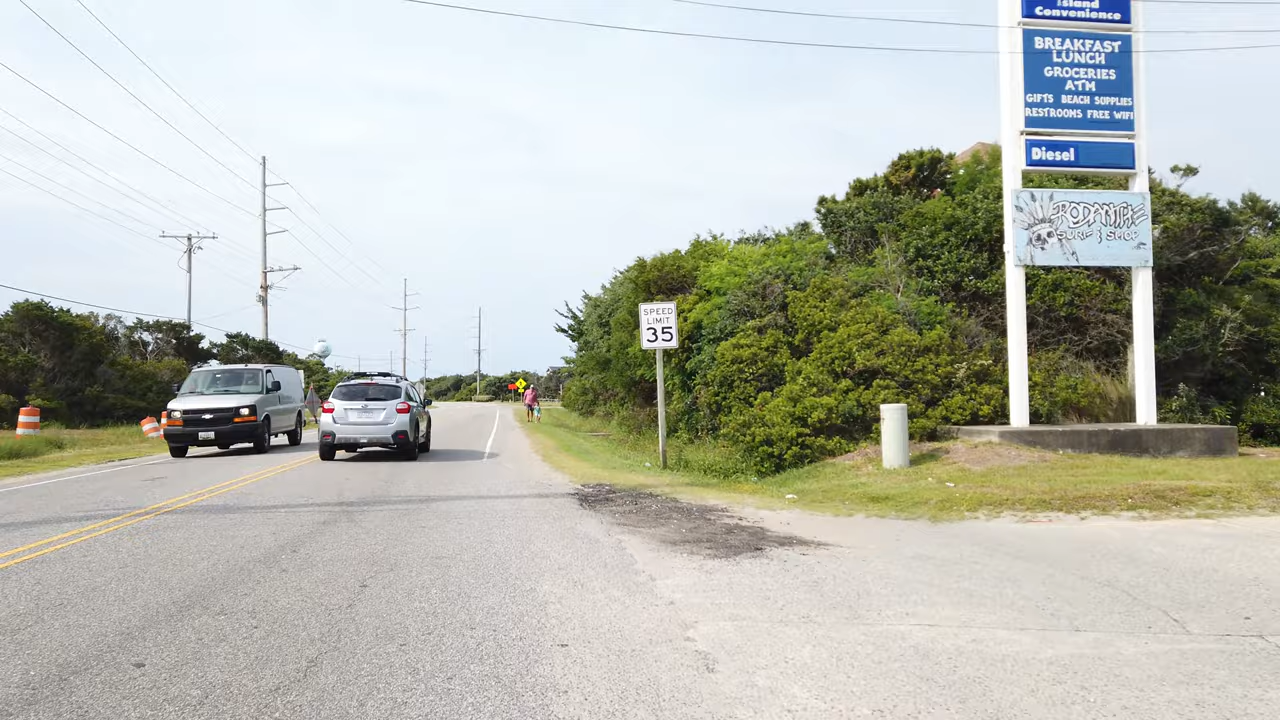 Island
Convenience
BREAKFAST
LUNCH
GROCERIES
ATM
GIFTS BEACH SUPPLIES
RESTROOMS FREE WIFI
Diesel
RODANTHE
SURF & SHOP
SPEED
LIMIT
35